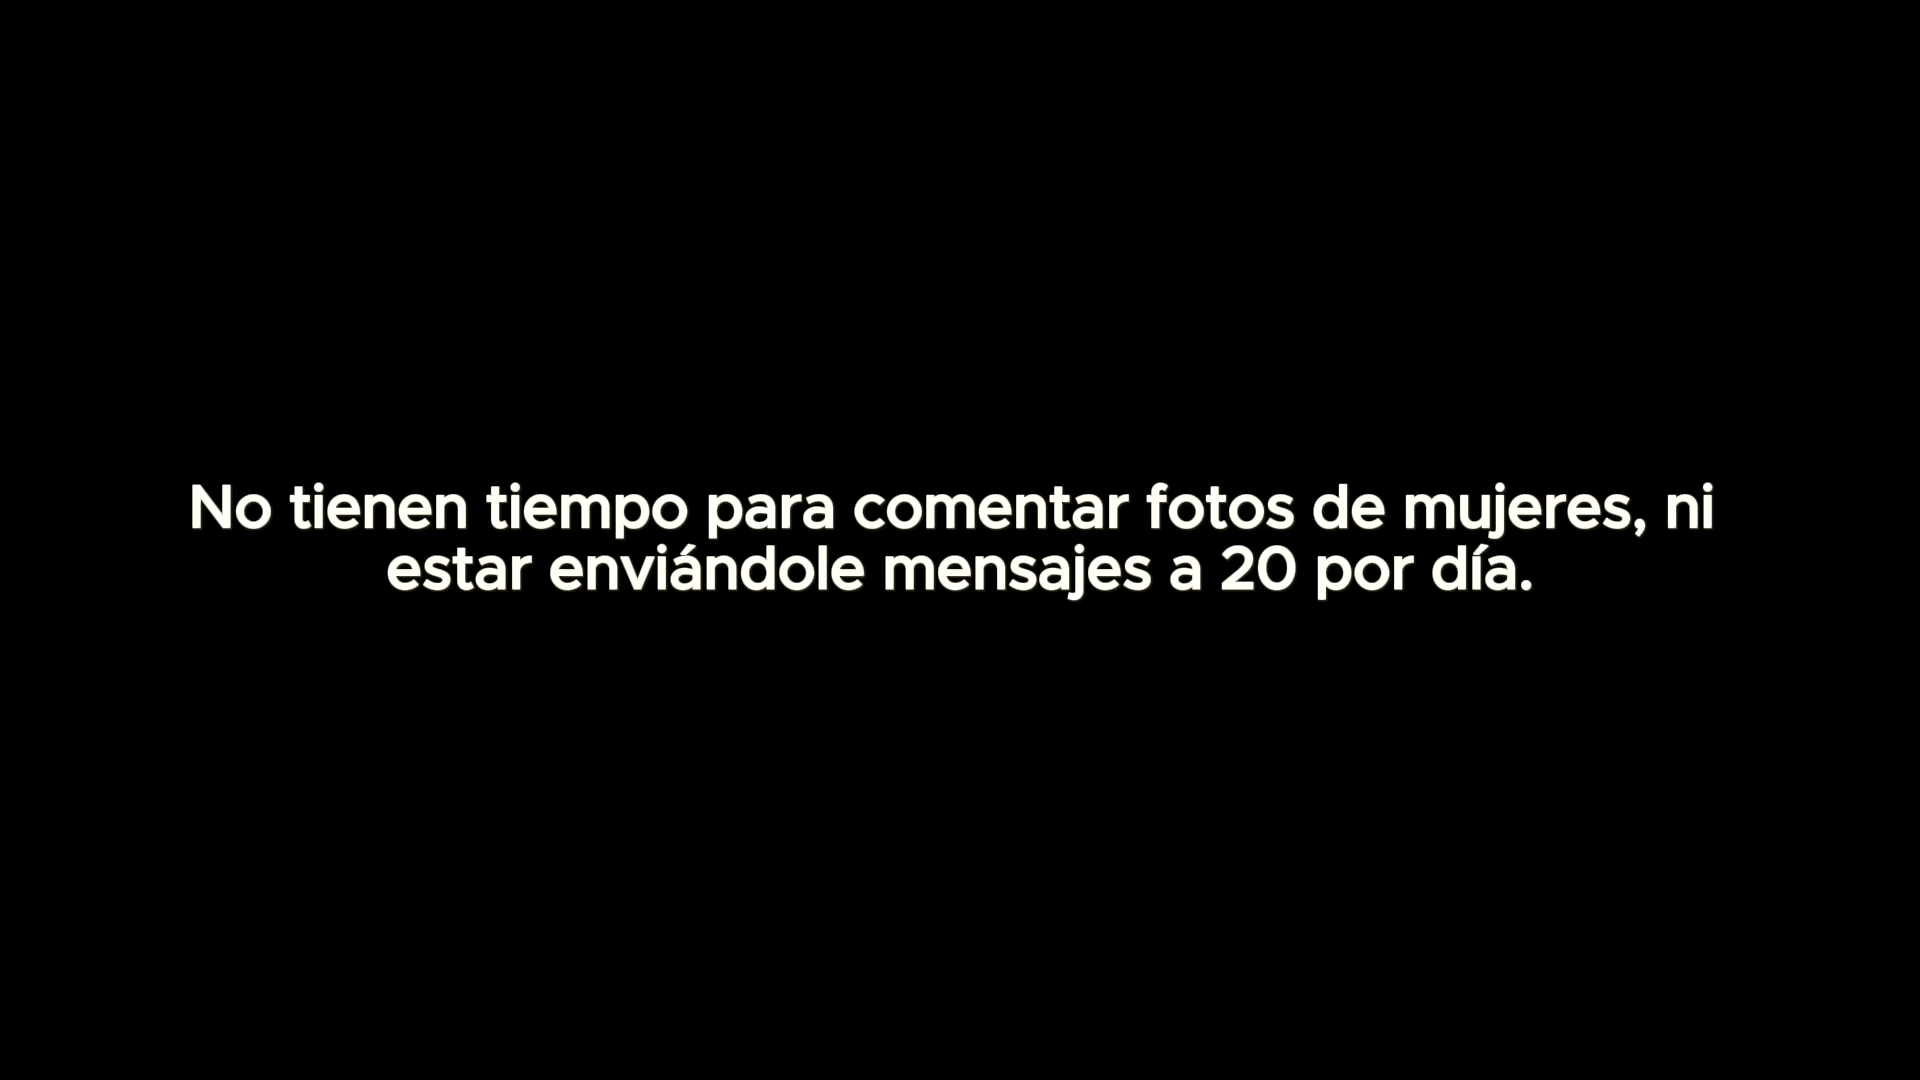 No tienen tiempo para comentar fotos de mujeres, ni
estar enviándole mensajes a 20 por día.